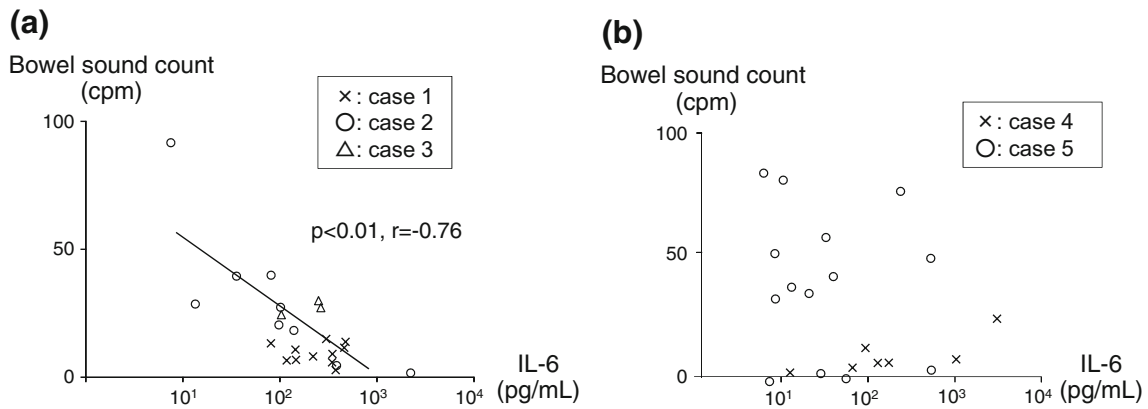 (a)
Bowel sound count
(cpm)
×: case 1
○: case 2
△: case 3
100
50
0
p<0.01, r=-0.76
10¹ 10² 10³ 10⁴
IL-6
(pg/mL)
(b)
Bowel sound count
(cpm)
×: case 4
○: case 5
100
50
0
10¹ 10² 10³ 10⁴
IL-6
(pg/mL)